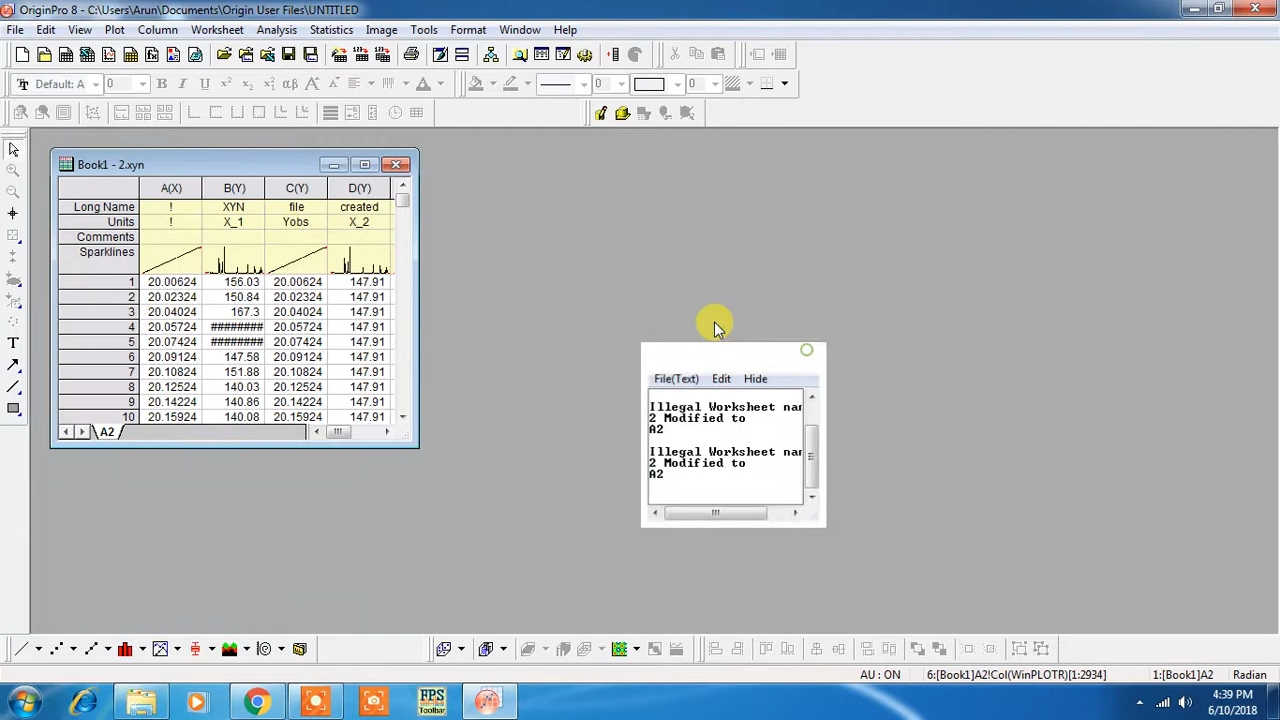 OriginPro 8 - C:\Users\Arun\Documents\Origin User Files\UNTITLED
File Edit View Plot Column Worksheet Analysis Statistics Image Tools Format Window Help
Default: A 0 B I U 0 0
Book1 - 2.xyn
A(X) B(Y) C(Y) D(Y)
Long Name ! XYN file created
Units ! X_1 Yobs X_2
Comments
Sparklines
1 20.00624 156.03 20.00624 147.91
2 20.02324 150.84 20.02324 147.91
3 20.04024 167.3 20.04024 147.91
4 20.05724 ######## 20.05724 147.91
5 20.07424 ######## 20.07424 147.91
6 20.09124 147.58 20.09124 147.91
7 20.10824 151.88 20.10824 147.91
8 20.12524 140.03 20.12524 147.91
9 20.14224 140.86 20.14224 147.91
10 20.15924 140.08 20.15924 147.91
A2
File(Text) Edit Hide
Illegal Worksheet
2 Modified to
A2
Illegal Worksheet
2 Modified to
A2
AU : ON 6:[Book1]A2!Col(WinPLOTR)[1:2934] 1:[Book1]A2 Radian
FPS
Toolbar
4:39 PM
6/10/2018